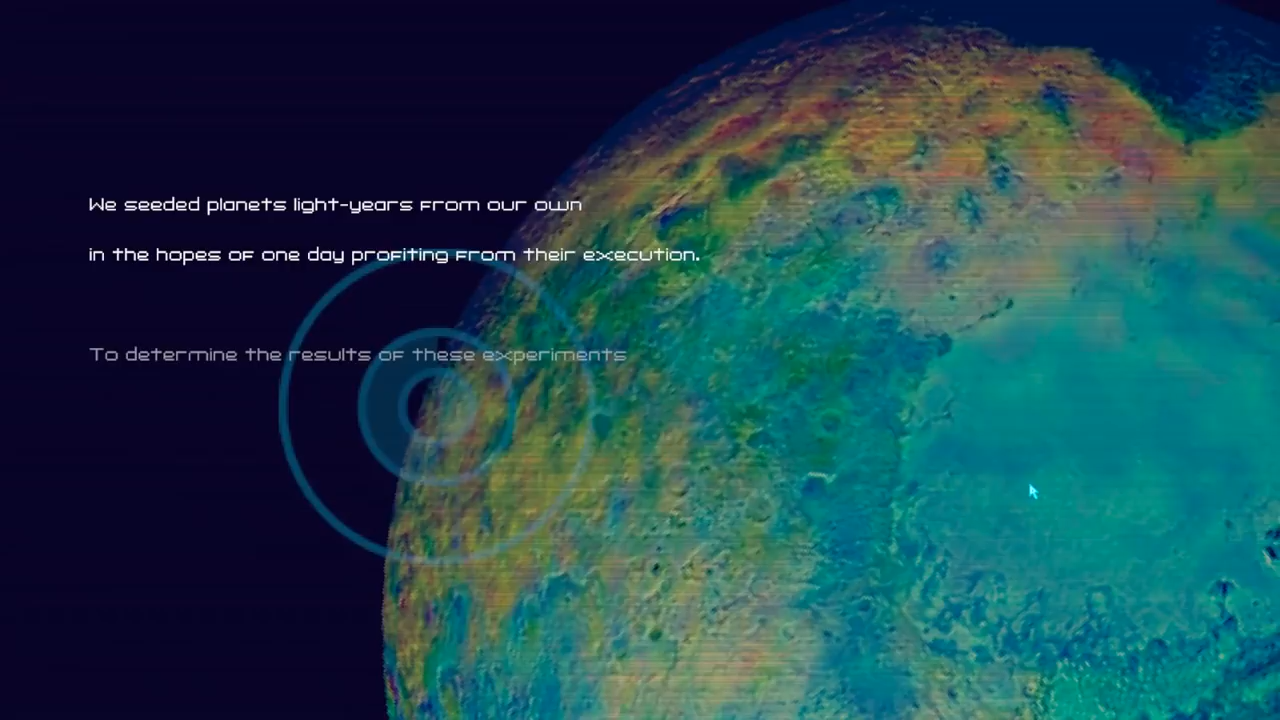 We seeded planets light-years from our own
in the hopes of one day profiting from their execution.
To determine the results of these experiments